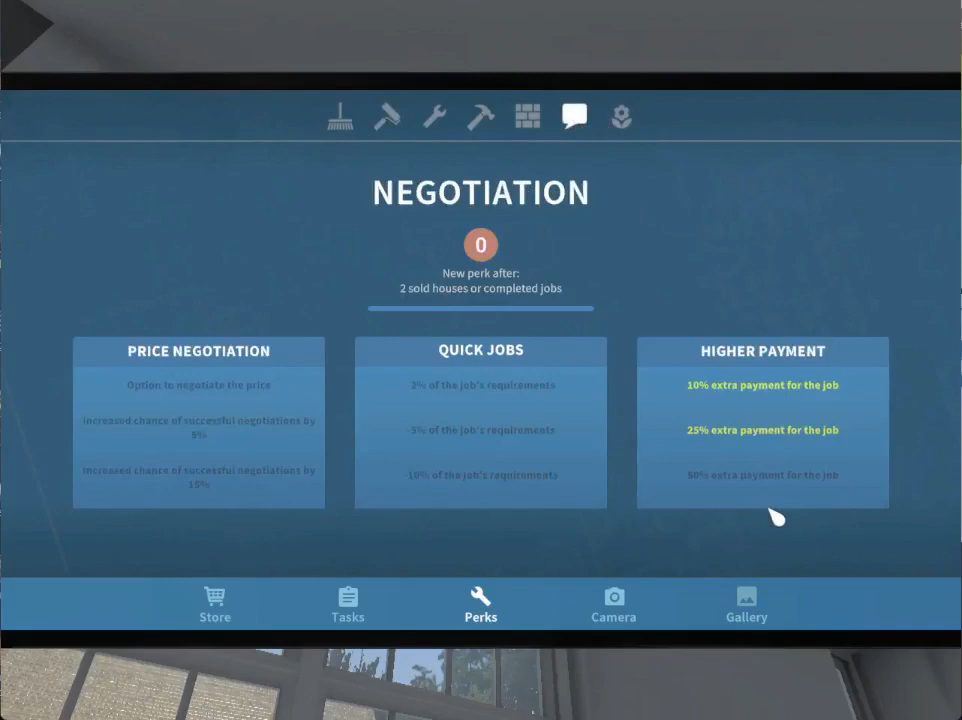 NEGOTIATION
0
New perk after:
2 sold houses or completed jobs
PRICE NEGOTIATION
Option to negotiate the price
Increased chance of successful negotiations by
5%
Increased chance of successful negotiations by
10%
QUICK JOBS
-2% of the job's requirements
-5% of the job's requirements
-10% of the job's requirements
HIGHER PAYMENT
10% extra payment for the job
25% extra payment for the job
50% extra payment for the job
Store
Tasks
Perks
Camera
Gallery